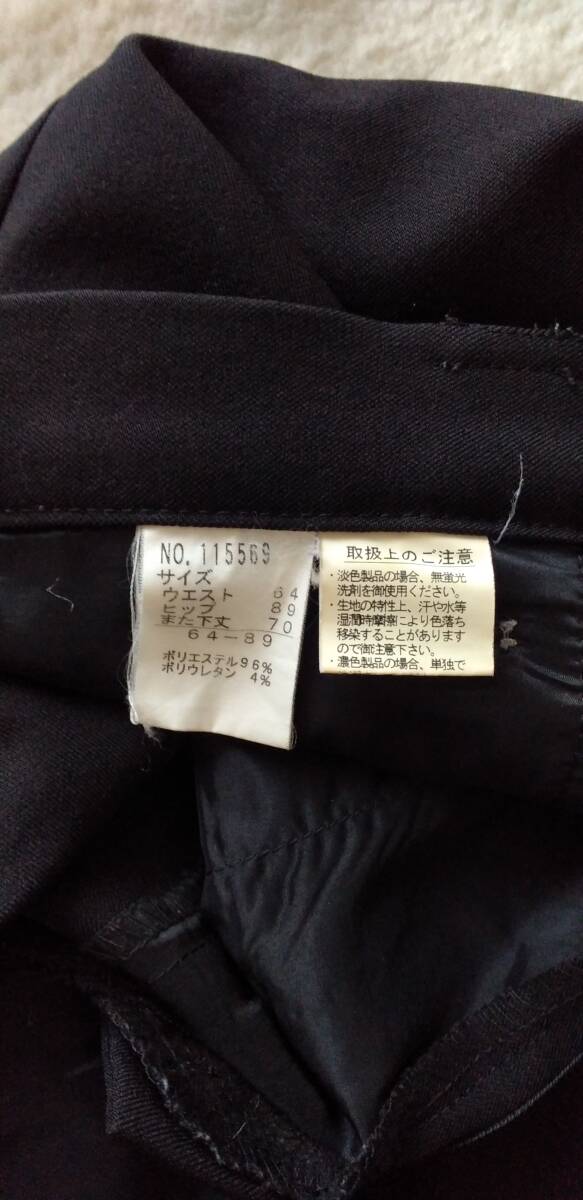 NO. 115569
サイズ
ウエスト 64
ヒップ 89
また下丈 70
64-89
ポリエステル96%
ポリウレタン 4%
取扱上のご注意
・淡色製品の場合、無蛍光
洗剤を御使用ください。
・生地の特性上、汗や水等
湿潤時摩擦により色落ち
移染することがあります
ので御注意下さい。
・濃色製品の場合、単独で